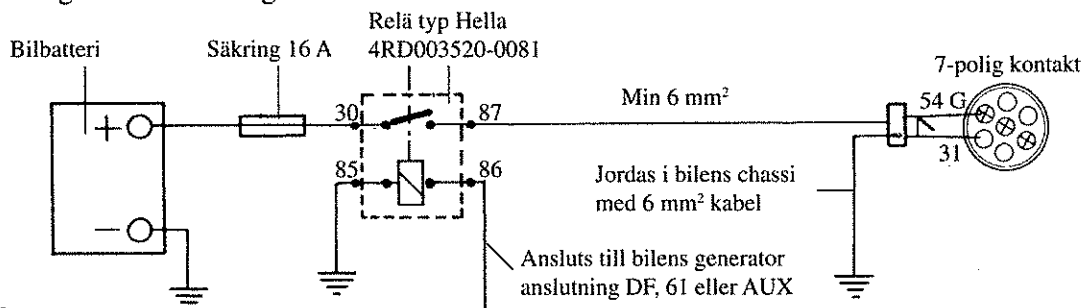 Relä typ Hella
4RD003520-0081
Bilbatteri
Säkring 16 A
7-polig kontakt
30
87
Min 6 mm²
54 G
+
85
86
31
Jordas i bilens chassi
med 6 mm² kabel
–
Ansluts till bilens generator
anslutning DF, 61 eller AUX